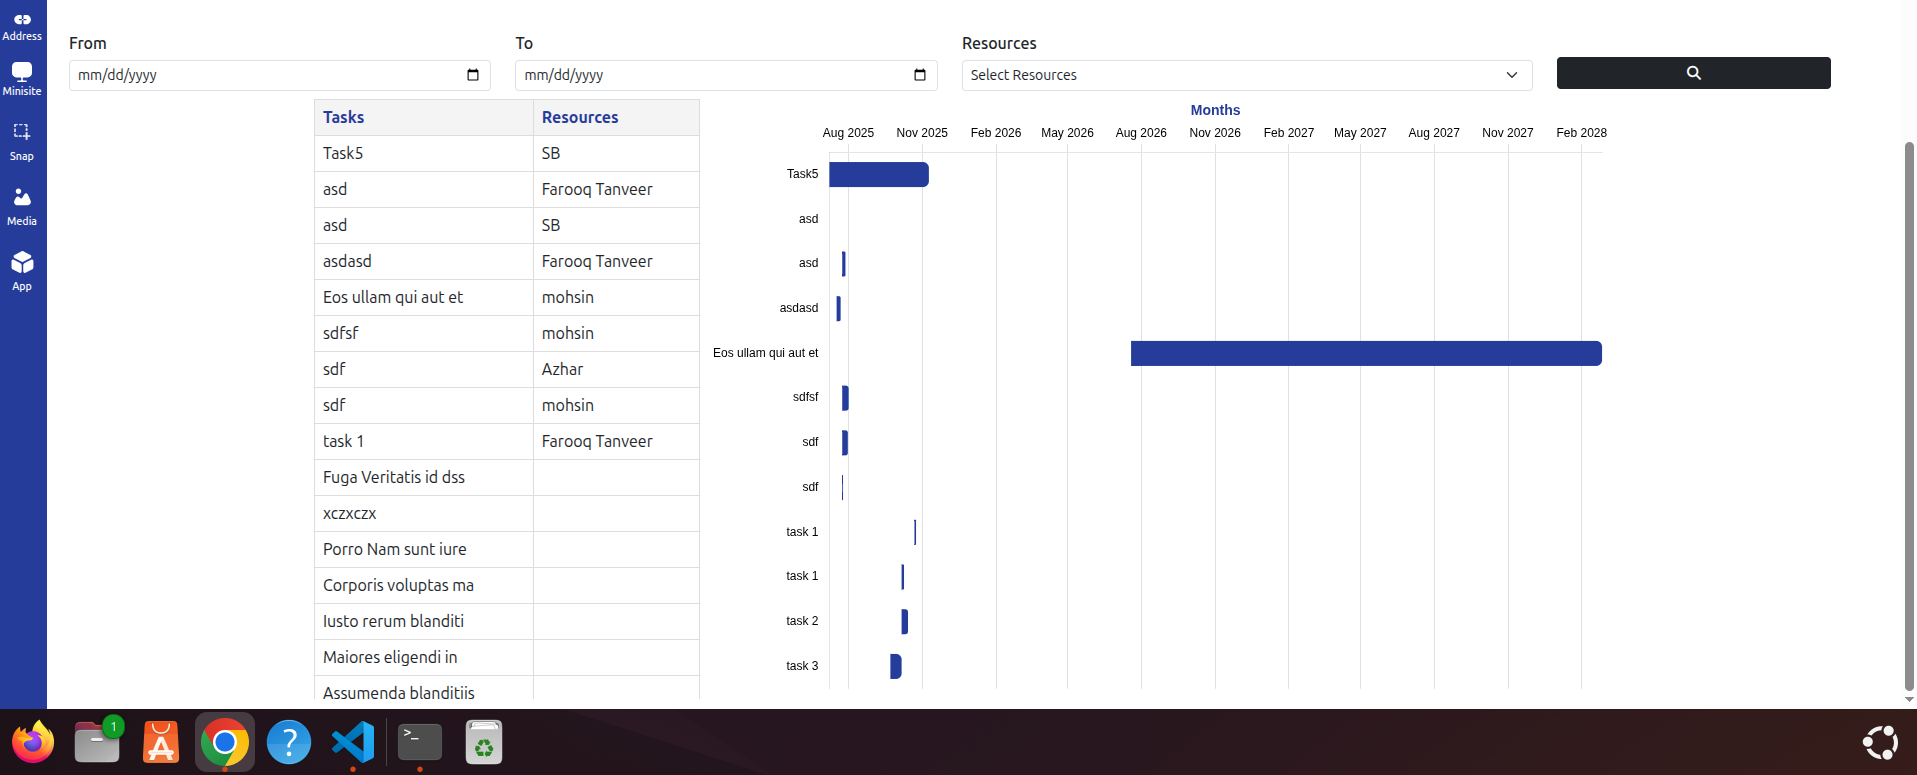 Address
Minisite
Snap
Media
App
From
To
Resources
mm/dd/yyyy
mm/dd/yyyy
Select Resources
Tasks Resources
Task5 SB
asd Farooq Tanveer
asd SB
asdasd Farooq Tanveer
Eos ullam qui aut et mohsin
sdfsf mohsin
sdf Azhar
sdf mohsin
task 1 Farooq Tanveer
Fuga Veritatis id dss
xczxczx
Porro Nam sunt iure
Corporis voluptas ma
Iusto rerum blanditi
Maiores eligendi in
Assumenda blanditiis
Months
Aug 2025 Nov 2025 Feb 2026 May 2026 Aug 2026 Nov 2026 Feb 2027 May 2027 Aug 2027 Nov 2027 Feb 2028
Task5
asd
asd
asdasd
Eos ullam qui aut et
sdfsf
sdf
sdf
task 1
task 1
task 2
task 3
1
A
?
>_